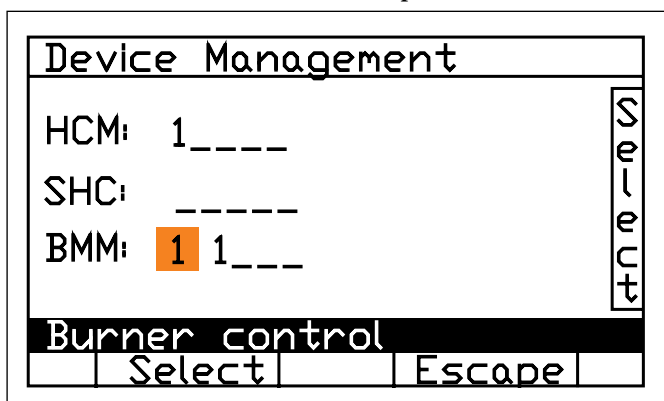 Device Management
HCM: 1____
SHC: _____
BMM: 1 1___
Select
Burner control
Select Escape